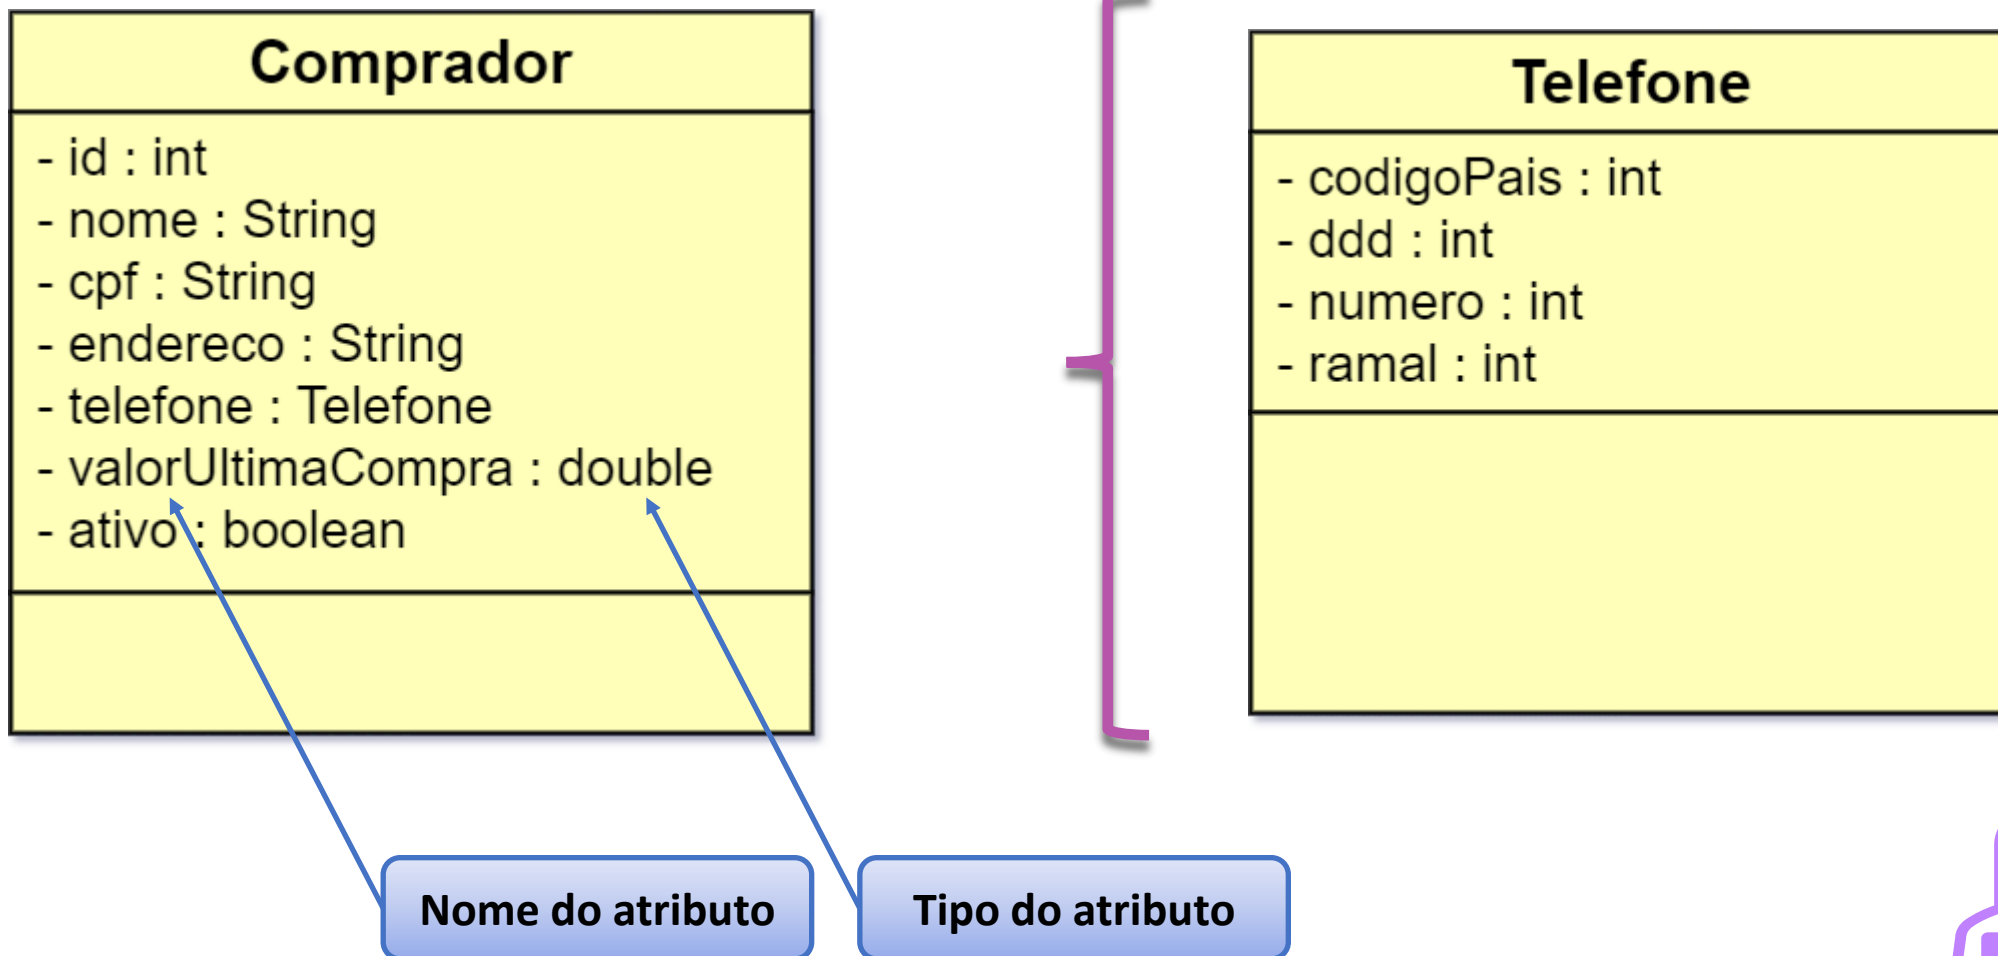 Comprador
- id : int
- nome : String
- cpf : String
- endereco : String
- telefone : Telefone
- valorUltimaCompra : double
- ativo : boolean
Telefone
- codigoPais : int
- ddd : int
- numero : int
- ramal : int
Nome do atributo
Tipo do atributo